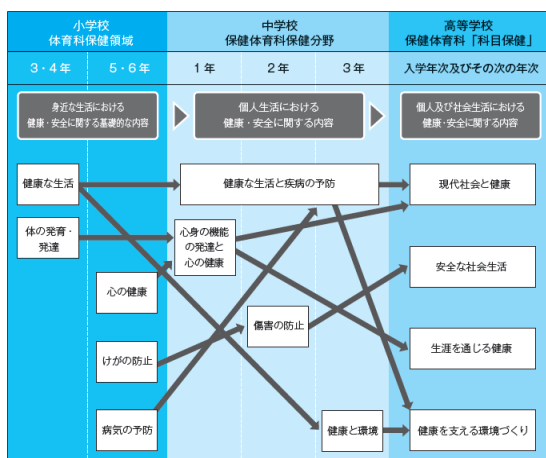 小学校
体育科保健領域
中学校
保健体育科保健分野
高等学校
保健体育科「科目保健」
3・4年
5・6年
1年
2年
3年
入学年次及びその次の年次
身近な生活における
健康・安全に関する基礎的な内容
個人生活における
健康・安全に関する内容
個人及び社会生活における
健康・安全に関する内容
健康な生活
健康な生活と疾病の予防
現代社会と健康
体の発育・
発達
心身の機能
の発達と
心の健康
心の健康
安全な社会生活
傷害の防止
けがの防止
生涯を通じる健康
病気の予防
健康と環境
健康を支える環境づくり